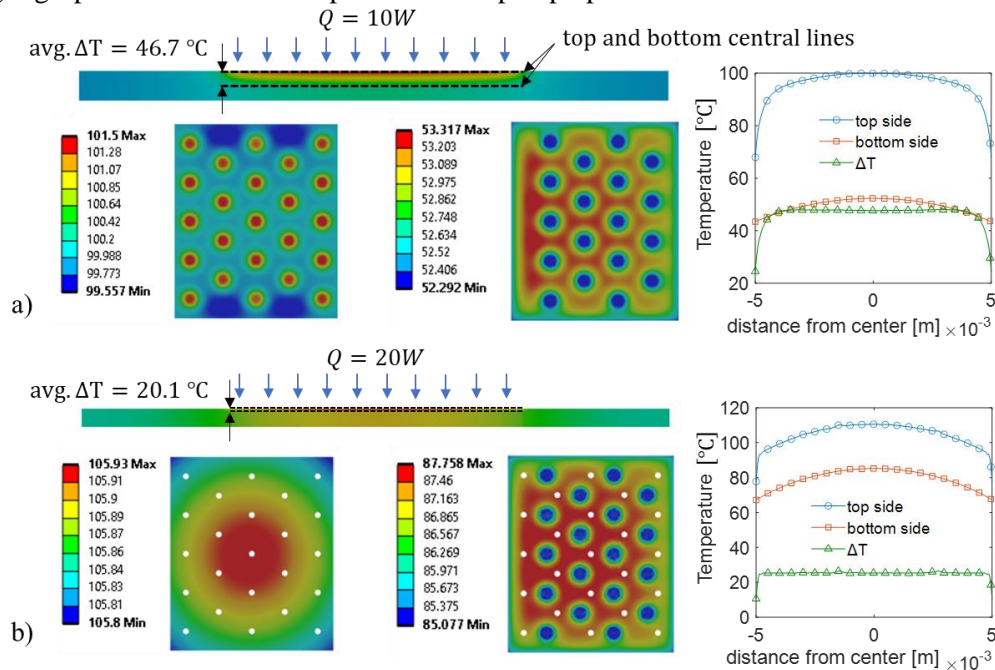 Q = 10W
avg. ΔT = 46.7 °C
top and bottom central lines
101.5 Max
101.28
101.07
100.85
100.64
100.42
100.2
99.988
99.773
99.557 Min
53.317 Max
53.203
53.089
52.975
52.862
52.748
52.634
52.52
52.406
52.292 Min
Temperature [°C]
100
80
60
40
20
top side
bottom side
ΔT
-5
0
5
distance from center [m] ×10⁻³
a)
Q = 20W
avg. ΔT = 20.1 °C
105.93 Max
105.91
105.9
105.89
105.87
105.86
105.84
105.83
105.81
105.8 Min
87.758 Max
87.46
87.163
86.865
86.567
86.269
85.971
85.673
85.375
85.077 Min
Temperature [°C]
120
100
80
60
40
20
0
top side
bottom side
ΔT
-5
0
5
distance from center [m] ×10⁻³
b)